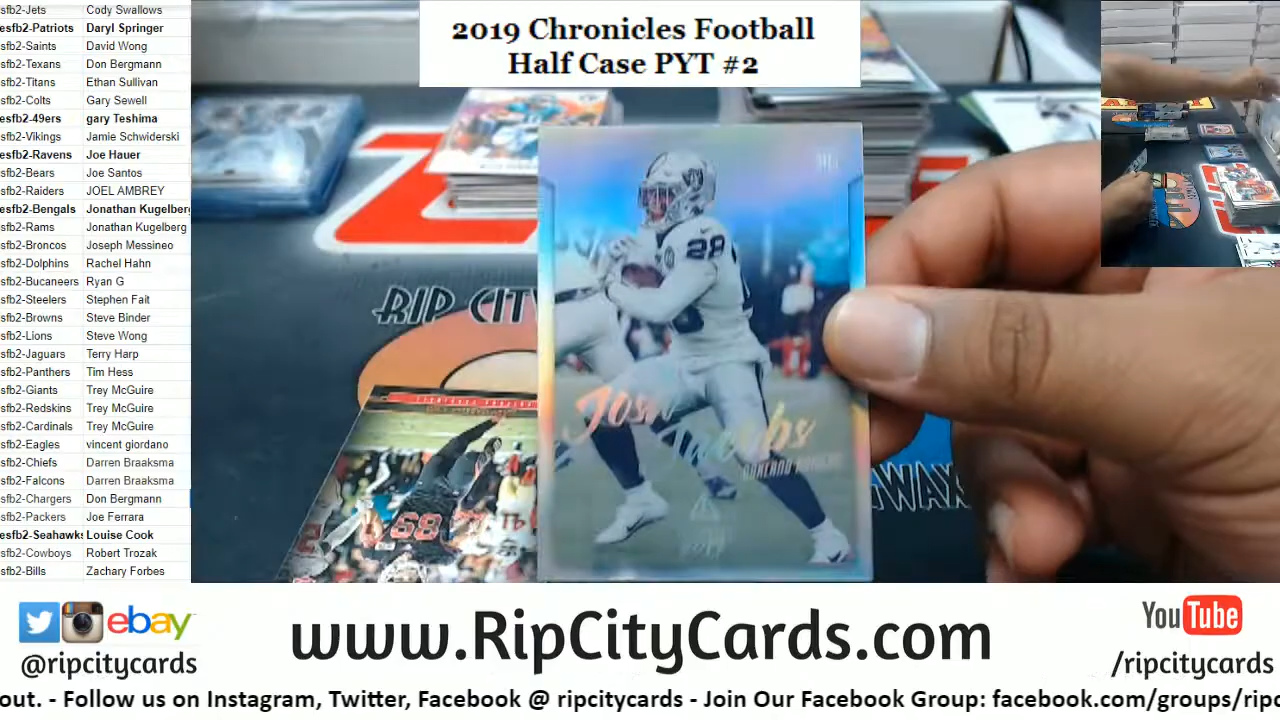 2019 Chronicles Football
Half Case PYT #2
sfb2-Jets Cody Swallows
esfb2-Patriots Daryl Springer
sfb2-Saints David Wong
sfb2-Texans Don Bergmann
sfb2-Titans Ethan Sullivan
sfb2-Colts Gary Sewell
esfb2-49ers gary Teshima
sfb2-Vikings Jamie Schwiderski
esfb2-Ravens Joe Hauer
sfb2-Bears Joe Santos
sfb2-Raiders JOEL AMBREY
esfb2-Bengals Jonathan Kugelber
sfb2-Rams Jonathan Kugelberg
sfb2-Broncos Joseph Messineo
sfb2-Dolphins Rachel Hahn
sfb2-Bucaneers Ryan G
sfb2-Steelers Stephen Fait
sfb2-Browns Steve Binder
sfb2-Lions Steve Wong
sfb2-Jaguars Terry Harp
sfb2-Panthers Tim Hess
sfb2-Giants Trey McGuire
sfb2-Redskins Trey McGuire
sfb2-Cardinals Trey McGuire
sfb2-Eagles vincent giordano
sfb2-Chiefs Darren Braaksma
sfb2-Falcons Darren Braaksma
sfb2-Chargers Don Bergmann
sfb2-Packers Joe Ferrara
esfb2-Seahawks Louise Cook
sfb2-Cowboys Robert Trozak
sfb2-Bills Zachary Forbes
28
RIP CITY
Josh
Jacobs
WAX
ebay
@ripcitycards
www.RipCityCards.com
YouTube
/ripcitycards
out. - Follow us on Instagram, Twitter, Facebook @ ripcitycards - Join Our Facebook Group: facebook.com/groups/ripc